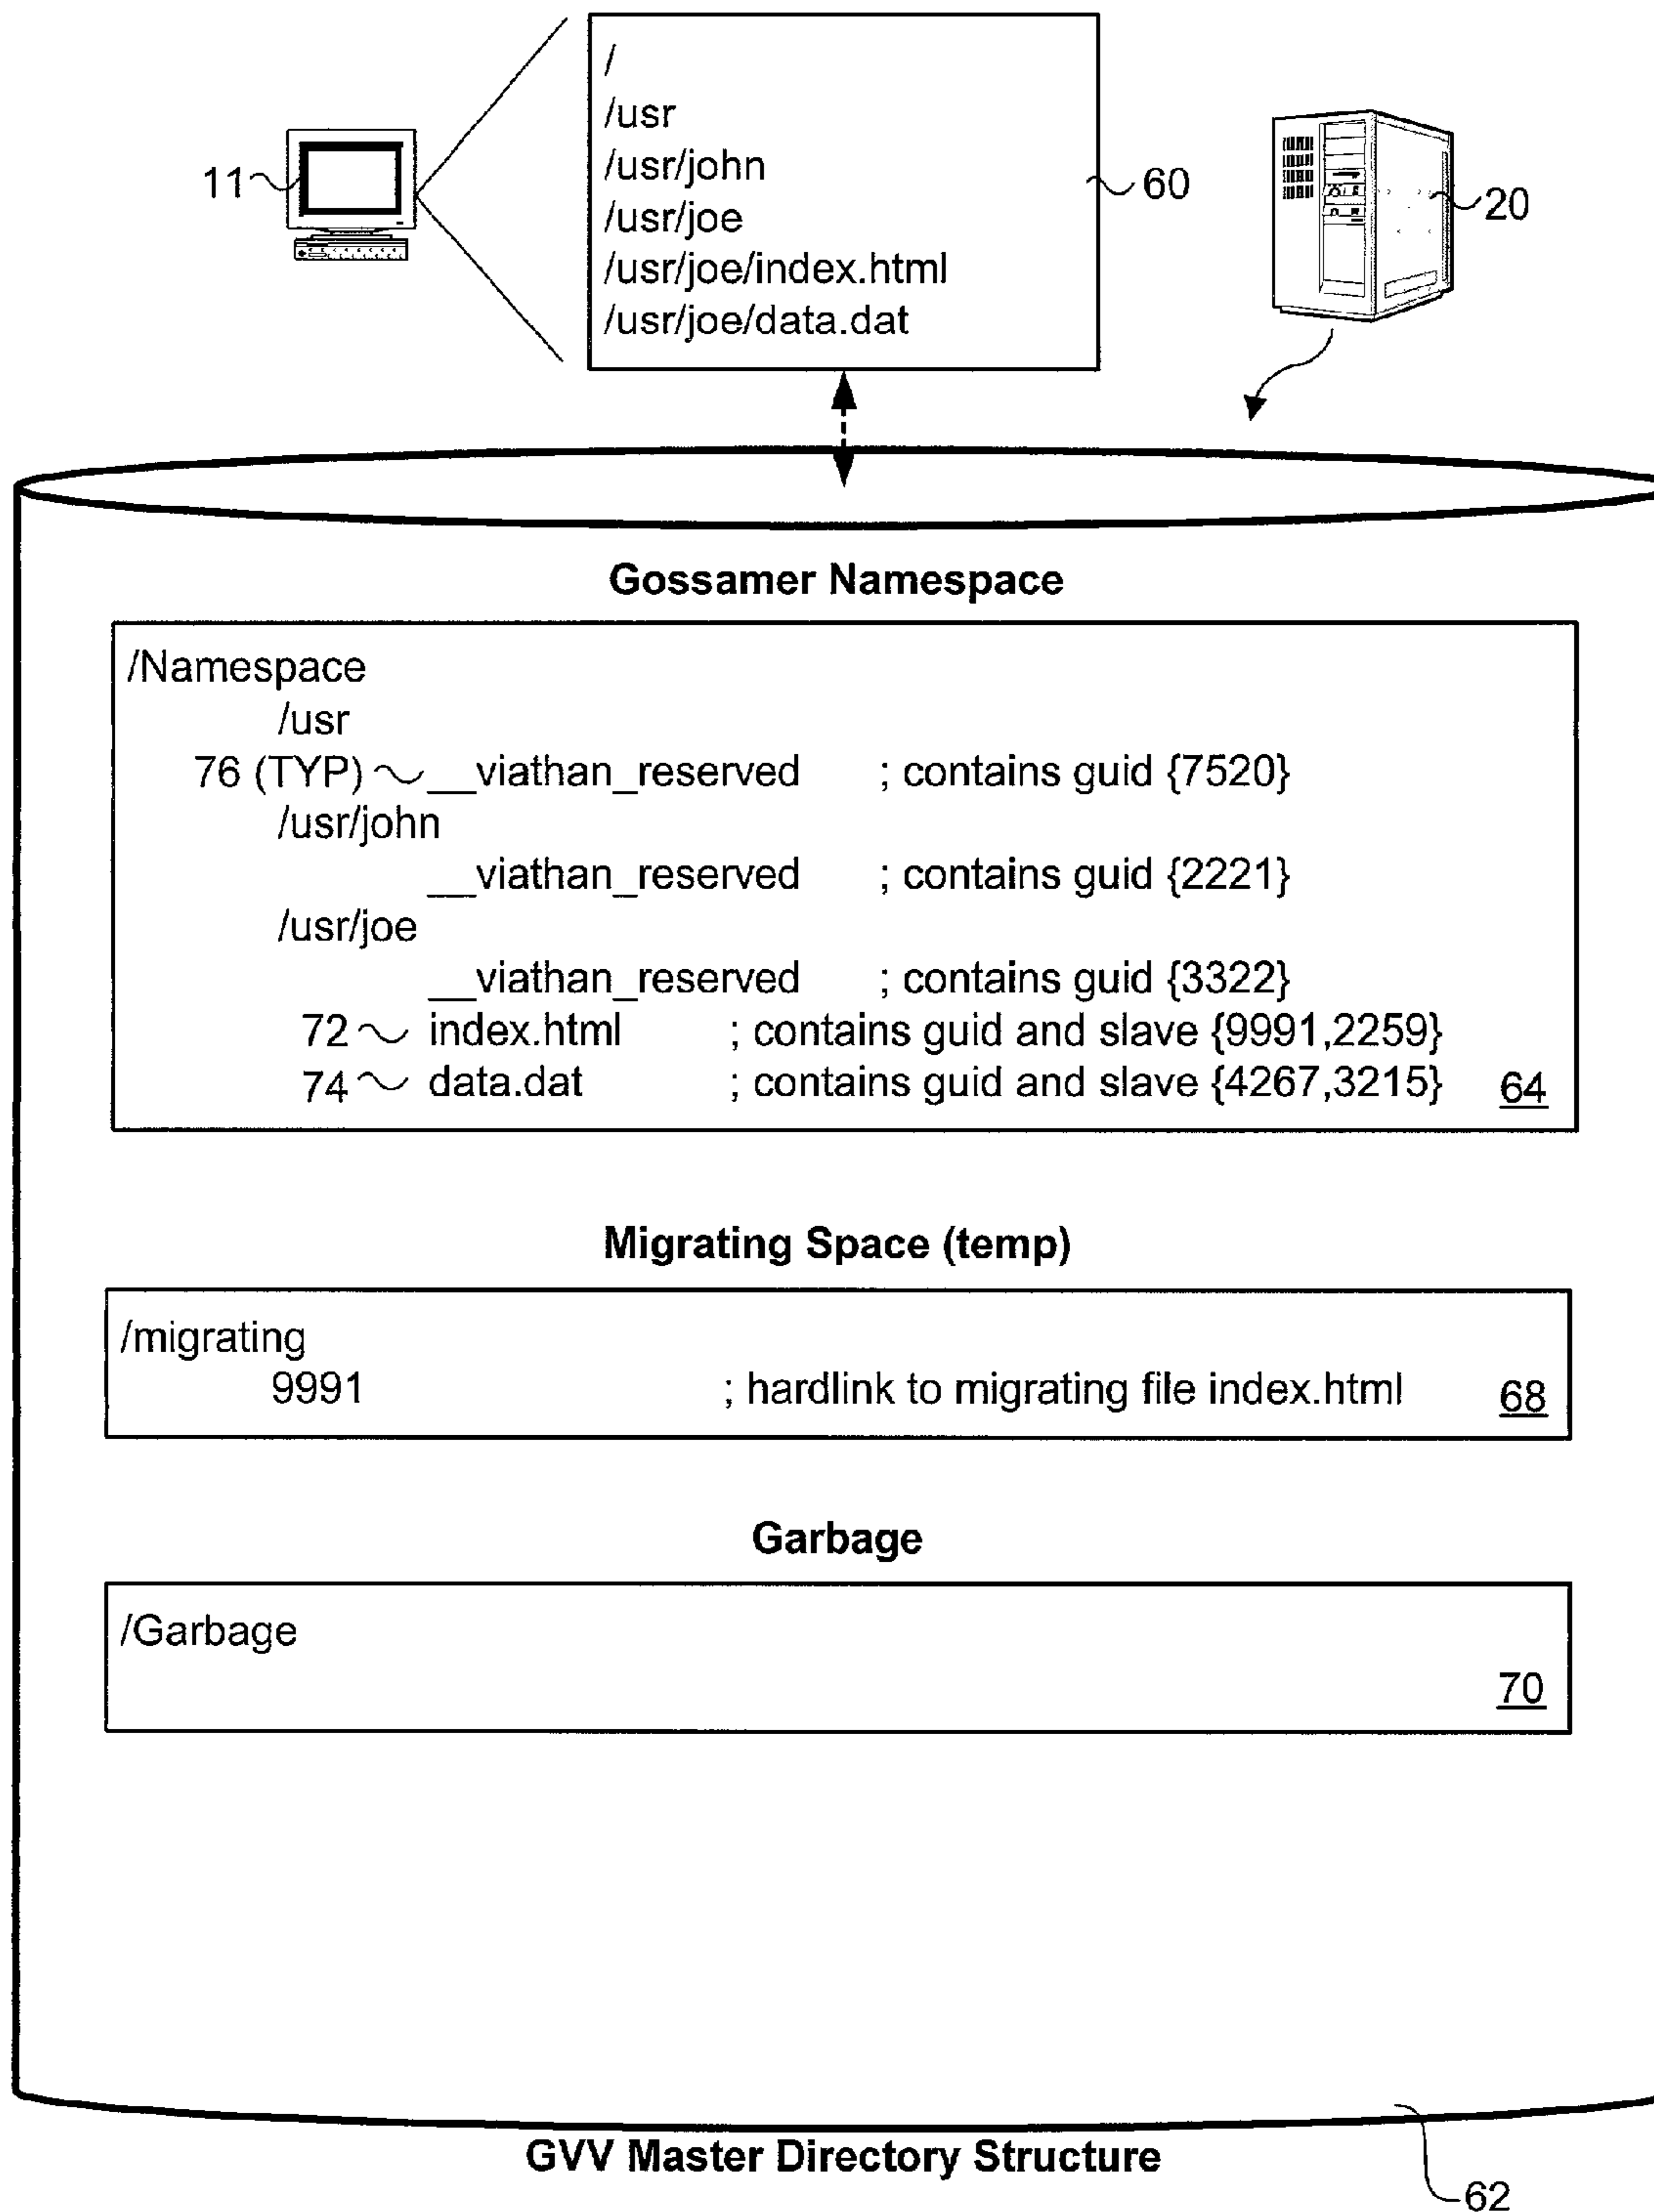 /
/usr
/usr/john
/usr/joe
/usr/joe/index.html
/usr/joe/data.dat
11
60
20
Gossamer Namespace
/Namespace
/usr
76 (TYP) __viathan_reserved ; contains guid {7520}
/usr/john
__viathan_reserved ; contains guid {2221}
/usr/joe
__viathan_reserved ; contains guid {3322}
72 index.html ; contains guid and slave {9991,2259}
74 data.dat ; contains guid and slave {4267,3215} 64
Migrating Space (temp)
/migrating
9991 ; hardlink to migrating file index.html 68
Garbage
/Garbage
70
GVV Master Directory Structure
62